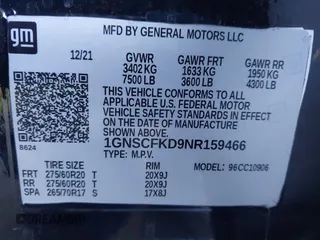 gm
MFD BY GENERAL MOTORS LLC
12/21 GVWR GAWR FRT GAWR RR
3402 KG 1633 KG 1950 KG
7500 LB 3600 LB 4300 LB
THIS VEHICLE CONFORMS TO ALL
APPLICABLE U.S. FEDERAL MOTOR
VEHICLE SAFETY STANDARDS IN
EFFECT ON THE DATE OF
MANUFACTURE SHOWN ABOVE.
8624
1GNSCFKD9NR159466
TYPE: M.P.V. MODEL: 96CC10906
TIRE SIZE RIM
FRT 275/60R20 T 20X9J
RR 275/60R20 T 20X9J
SPA 265/70R17 S 17X8J